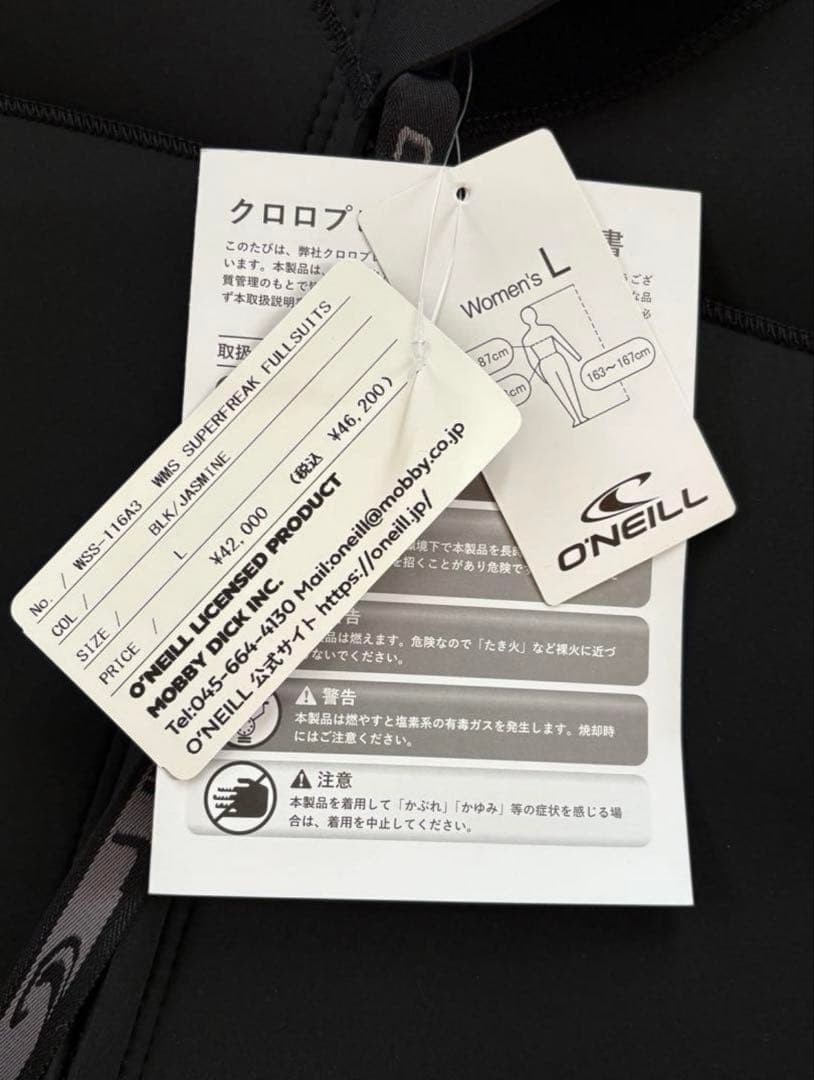 クロロプ
書
このたびは、弊社クロロプレ
います。本製品は、
質管理のもとで
ず本取扱説明
取扱
Women's L
87cm
cm
163〜167cm
O'NEILL
No. / WSS-116A3 WMS SUPERFREAK FULLSUITS
COL / BLK/JASMINE
SIZE / L
PRICE / ¥42,000 (税込 ¥46,200)
O'NEILL LICENSED PRODUCT
MOBBY DICK INC.
Tel:045-664-4130 Mail:oneill@mobby.co.jp
O'NEILL 公式サイト https://oneill.jp/
環境下で本製品を長
を招くことがあり危険で
告
品は燃えます。危険なので「たき火」など裸火に近づ
ないでください。
警告
本製品は燃やすと塩素系の有毒ガスを発生します。焼却時
にはご注意ください。
注意
本製品を着用して「かぶれ」「かゆみ」等の症状を感じる場
合は、着用を中止してください。